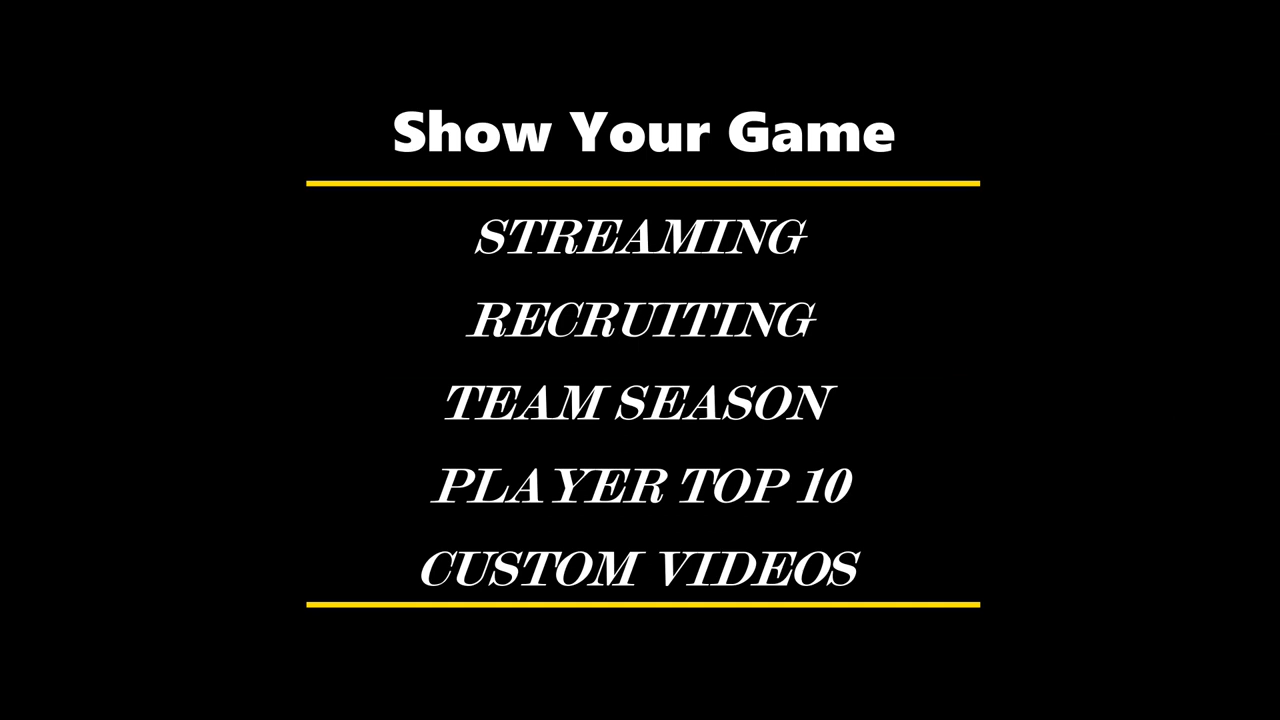 Show Your Game
STREAMING
RECRUITING
TEAM SEASON
PLAYER TOP 10
CUSTOM VIDEOS